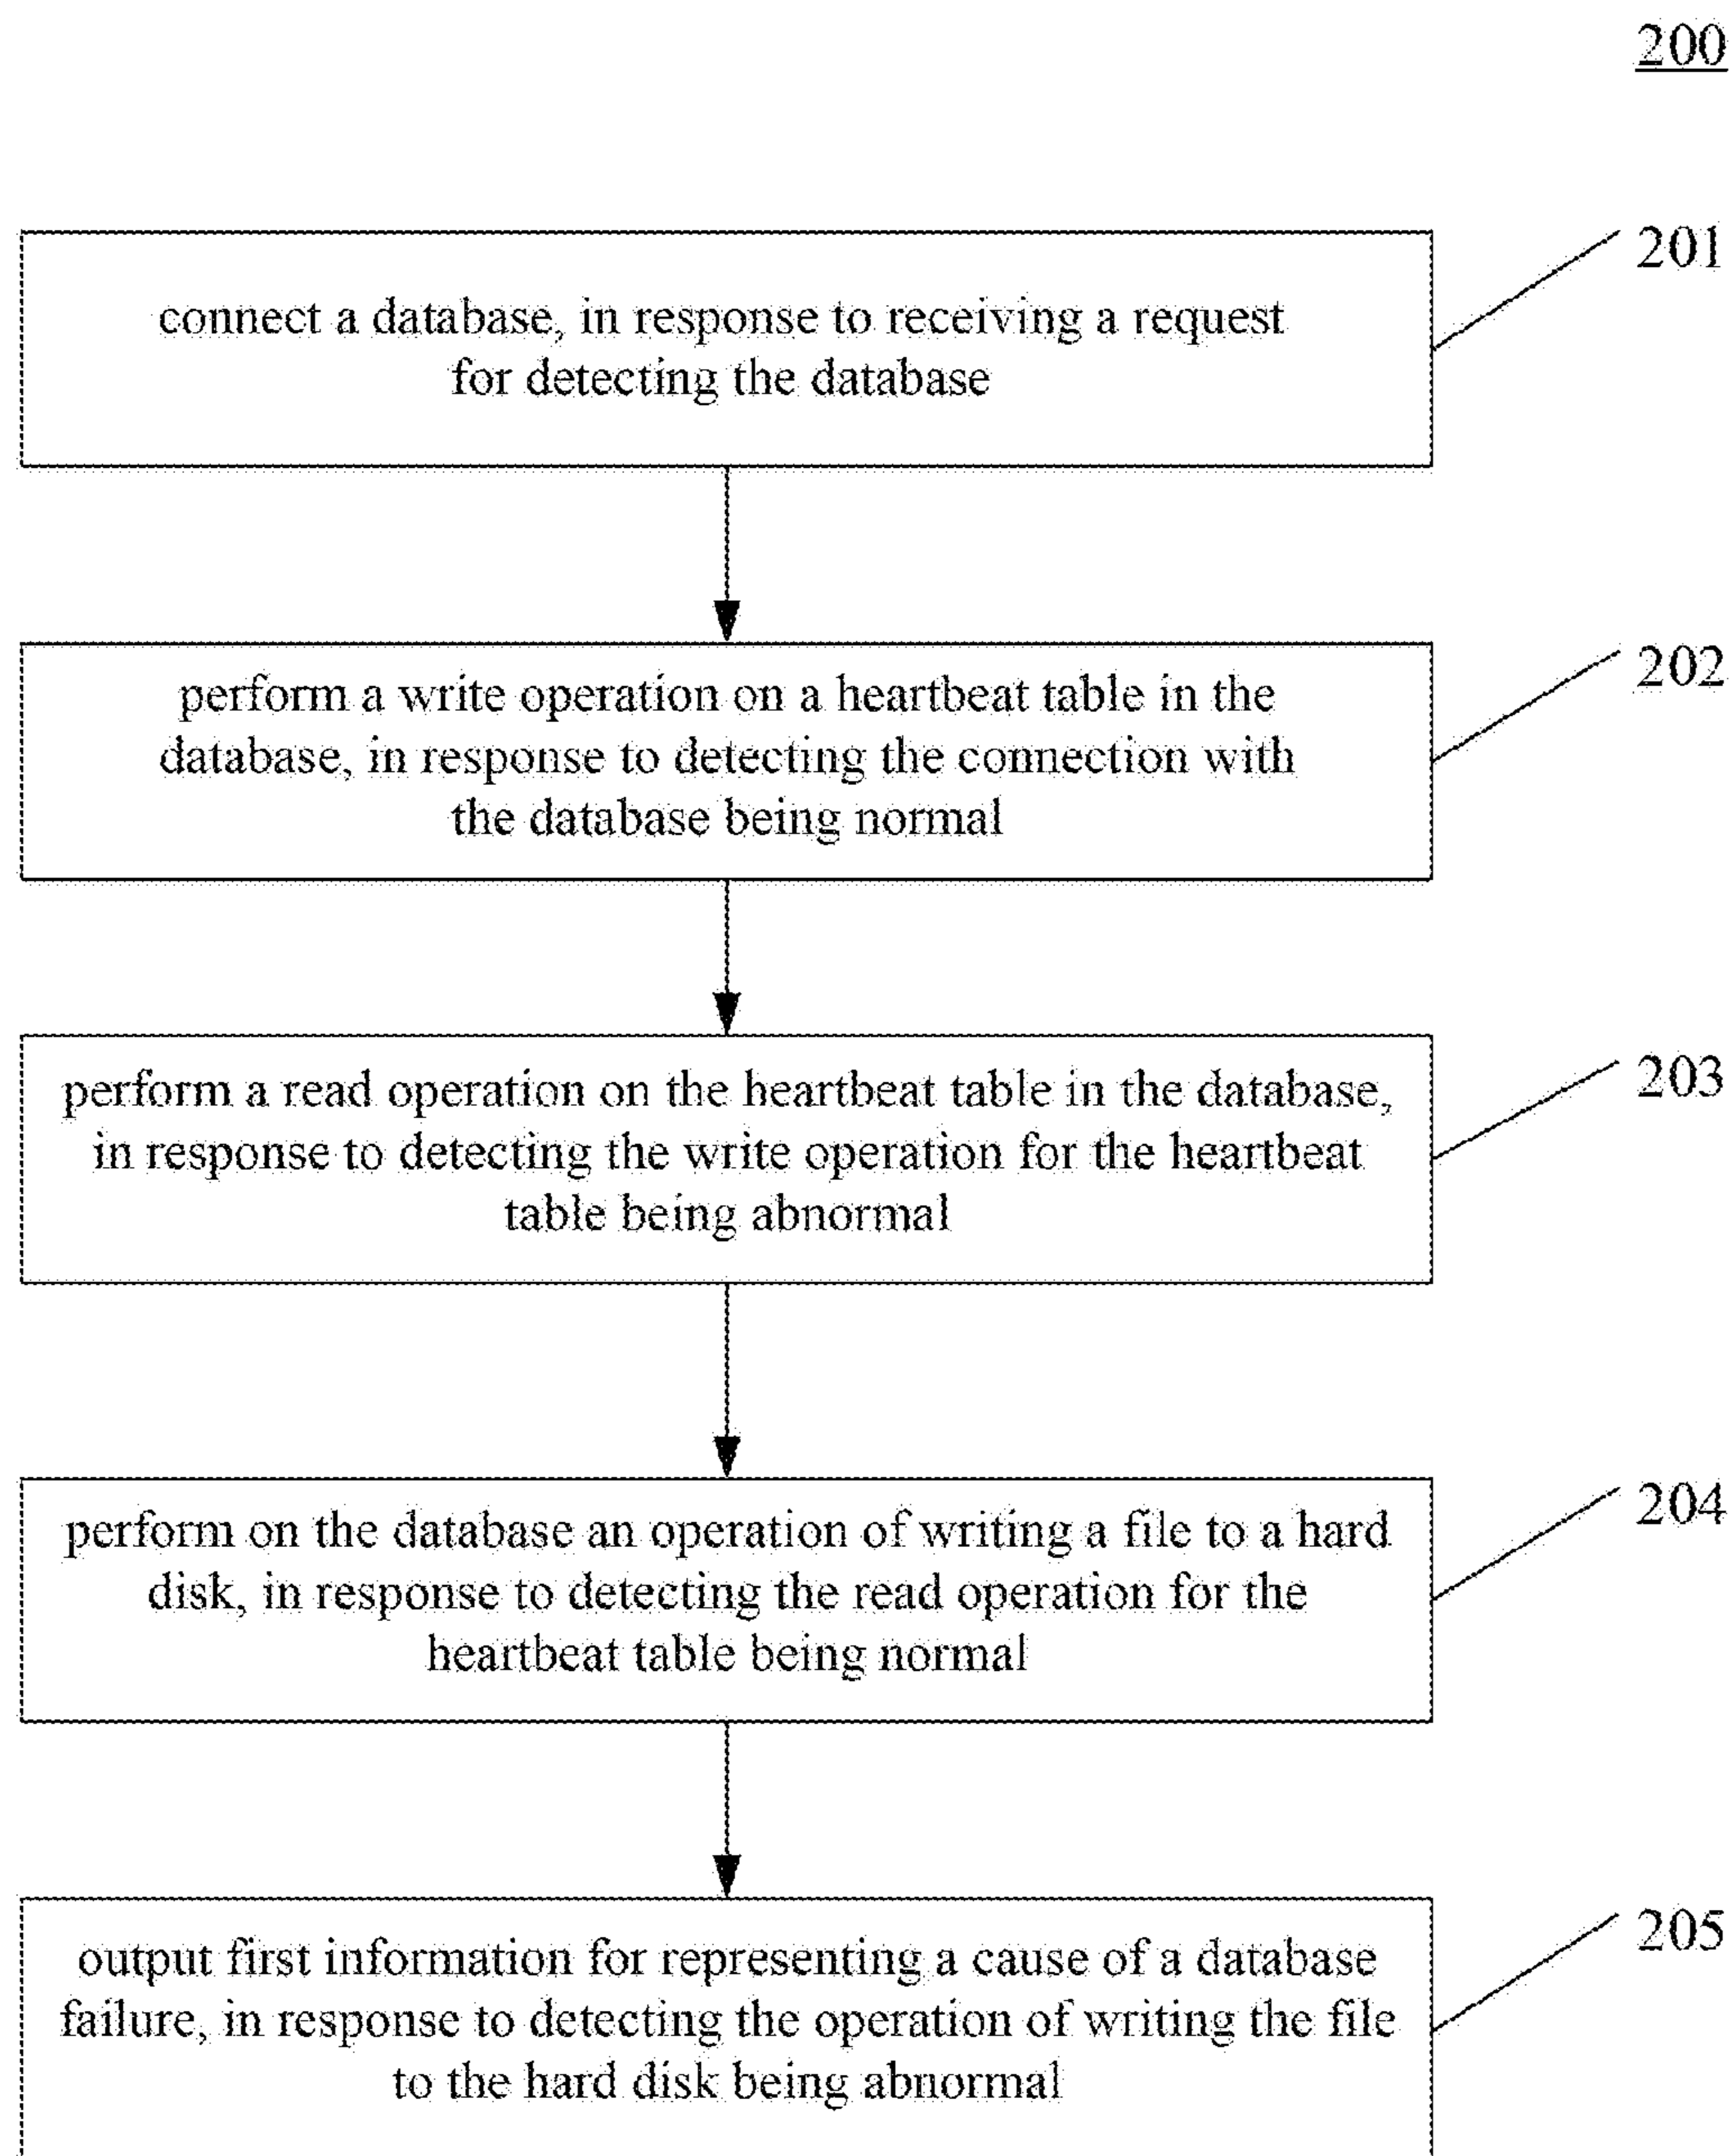 200
201
connect a database, in response to receiving a request
for detecting the database
202
perform a write operation on a heartbeat table in the
database, in response to detecting the connection with
the database being normal
203
perform a read operation on the heartbeat table in the database,
in response to detecting the write operation for the heartbeat
table being abnormal
204
perform on the database an operation of writing a file to a hard
disk, in response to detecting the read operation for the
heartbeat table being normal
205
output first information for representing a cause of a database
failure, in response to detecting the operation of writing the file
to the hard disk being abnormal